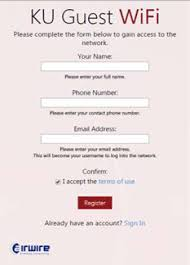 KU Guest WiFi
Please complete the form below to gain access to the
network.
Your Name:
Please enter your full name.
Phone Number:
Please enter your contact phone number.
Email Address:
Please enter your email address.
This will become your username to log into the network.
Confirm:
I accept the terms of use
Register
Already have an account? Sign In
airwire